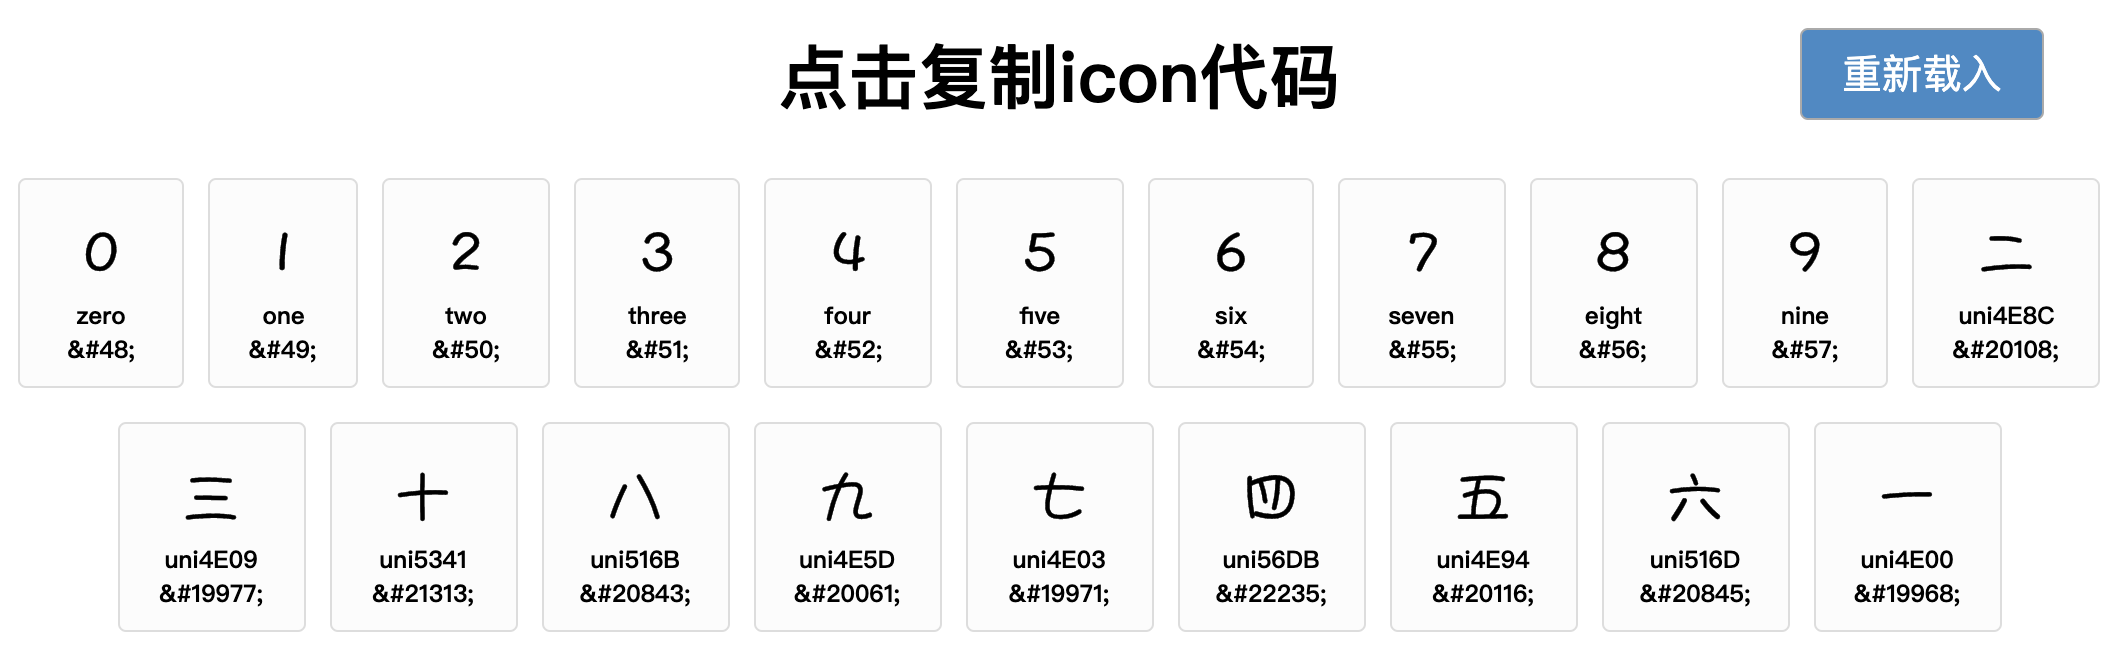 点击复制icon代码
重新载入
0 1 2 3 4 5 6 7 8 9 二
zero one two three four five six seven eight nine uni4E8C
&#48; &#49; &#50; &#51; &#52; &#53; &#54; &#55; &#56; &#57; &#20108;
三 十 八 九 七 四 五 六 一
uni4E09 uni5341 uni516B uni4E5D uni4E03 uni56DB uni4E94 uni516D uni4E00
&#19977; &#21313; &#20843; &#20061; &#19971; &#22235; &#20116; &#20845; &#19968;